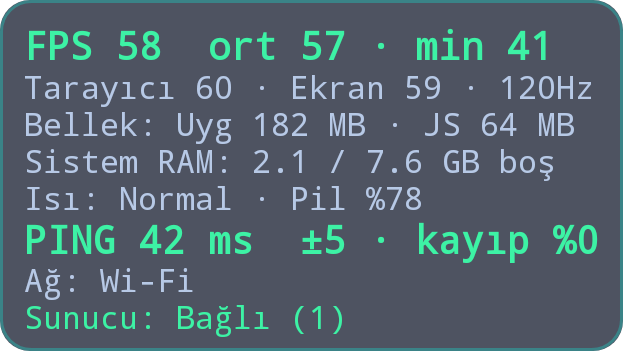 FPS 58 ort 57 · min 41
Tarayıcı 60 · Ekran 59 · 120Hz
Bellek: Uyg 182 MB · JS 64 MB
Sistem RAM: 2.1 / 7.6 GB boş
Isı: Normal · Pil %78
PING 42 ms ±5 · kayıp %0
Ağ: Wi-Fi
Sunucu: Bağlı (1)